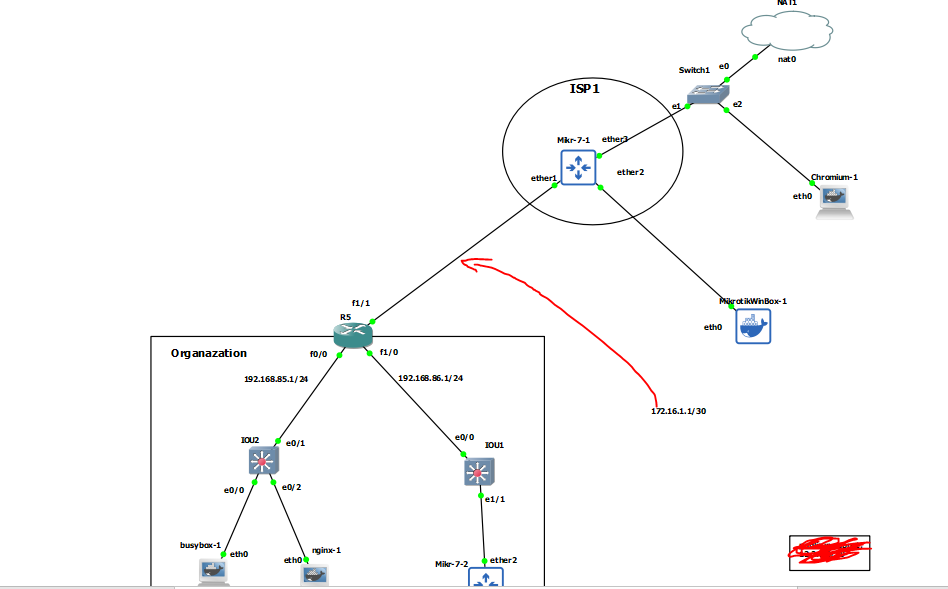 NAT1
nat0
Switch1
e0
e1
e2
ISP1
Mikr-7-1
ether3
ether1
ether2
Chromium-1
eth0
MikrotikWinBox-1
eth0
f1/1
R5
Organazation
f0/0
f1/0
192.168.85.1/24
192.168.86.1/24
172.16.1.1/30
IOU2
e0/1
e0/0
IOU1
e0/0
e0/2
e1/1
busybox-1
eth0
nginx-1
eth0
Mikr-7-2
ether2